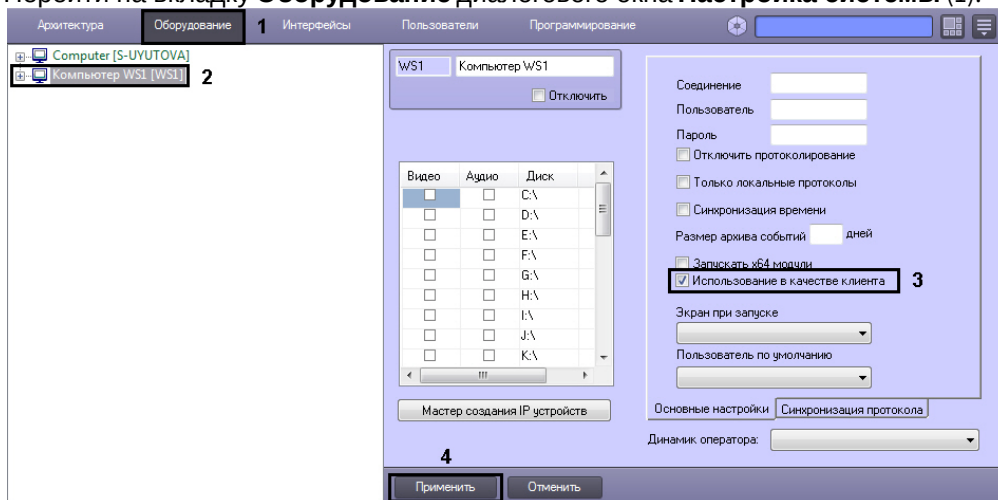 Перейти на вкладку Оборудование диалогового окна Настройка системы (1).
Архитектура Оборудование 1 Интерфейсы Пользователи Программирование
Computer [S-UYUTOVA]
Компьютер WS1 [WS1] 2
WS1 Компьютер WS1
Отключить
Соединение
Пользователь
Пароль
Отключить протоколирование
Только локальные протоколы
Синхронизация времени
Размер архива событий дней
Запускать x64 модули
Использование в качестве клиента 3
Экран при запуске
Пользователь по умолчанию
Видео Аудио Диск
C:\
D:\
E:\
F:\
G:\
H:\
I:\
J:\
K:\
Мастер создания IP устройств
Основные настройки Синхронизация протокола
Динамик оператора:
4
Применить Отменить